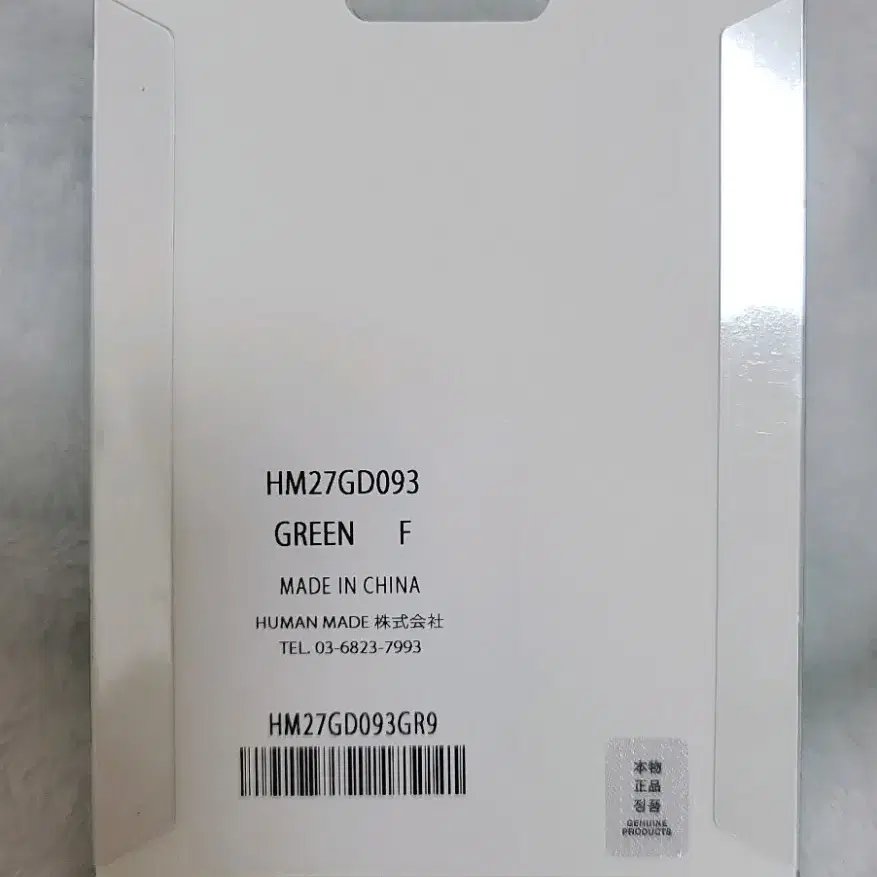 HM27GD093
GREEN F
MADE IN CHINA
HUMAN MADE 株式会社
TEL. 03-6823-7993
HM27GD093GR9
本物
正品
정품
GENUINE
PRODUCTS